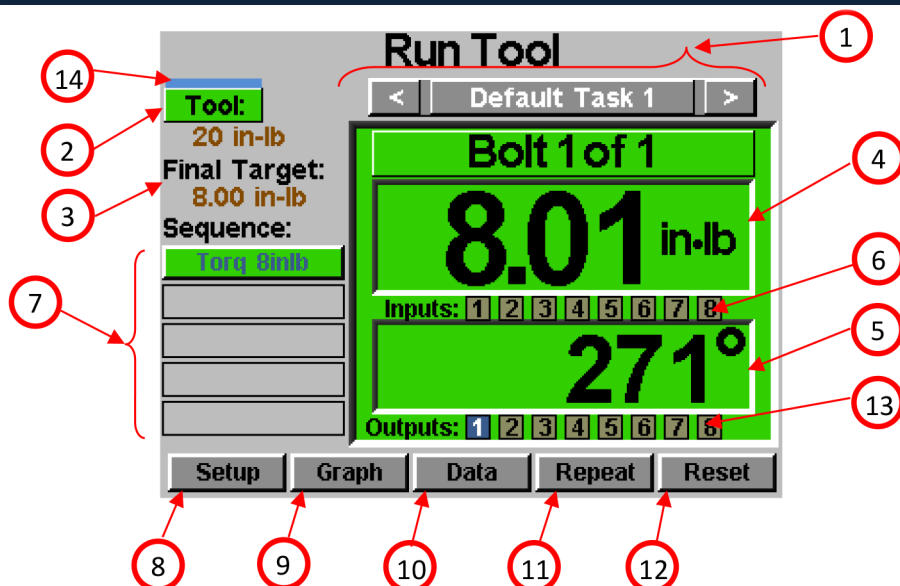 Run Tool
1
14
< Default Task 1 >
Tool:
2
20 in-lb
Bolt 1 of 1
Final Target:
8.00 in-lb
3
4
8.01 in•lb
Sequence:
Torq 8inlb
6
Inputs: 1 2 3 4 5 6 7 8
7
5
271°
13
Outputs: 1 2 3 4 5 6 7 8
Setup Graph Data Repeat Reset
8 9 10 11 12